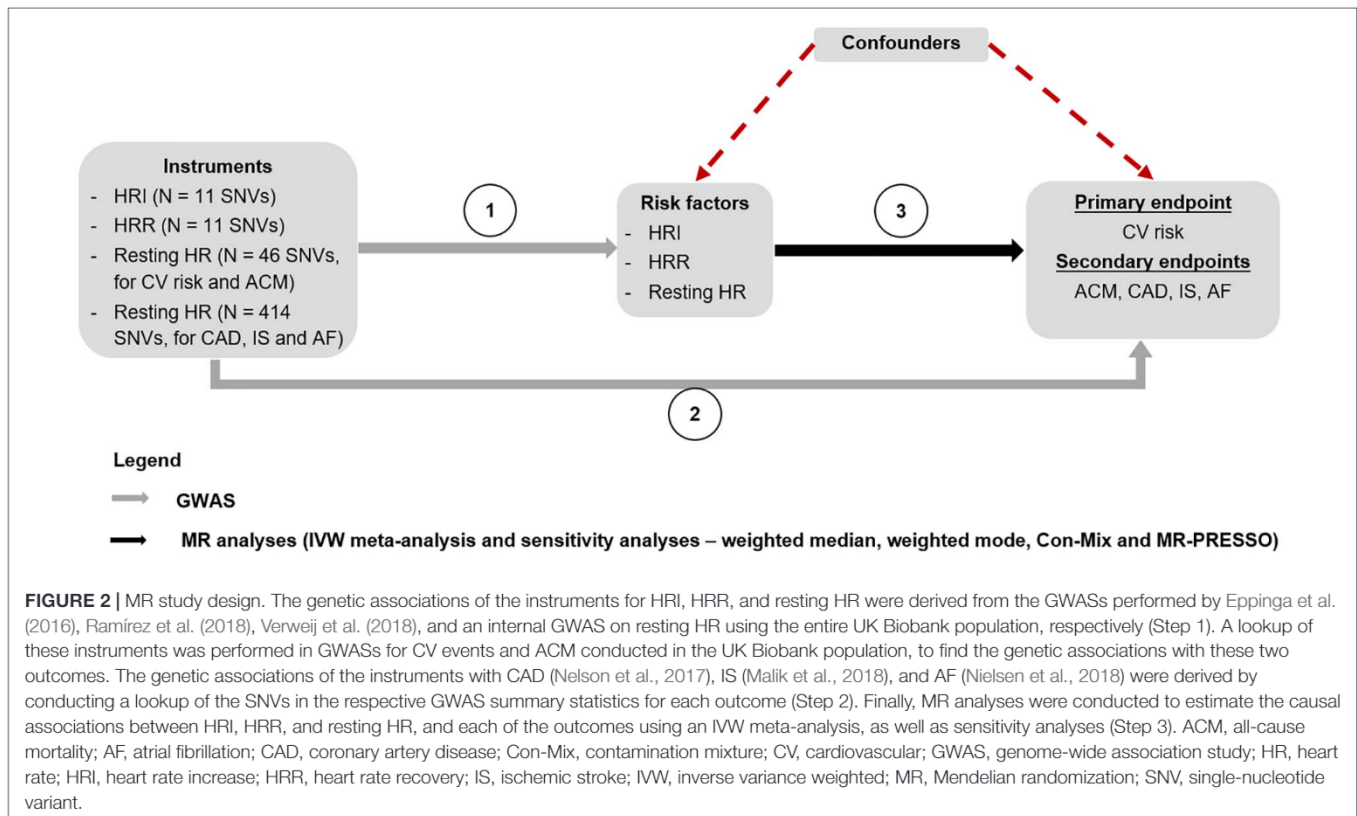 Confounders
Instruments
- HRI (N = 11 SNVs)
- HRR (N = 11 SNVs)
- Resting HR (N = 46 SNVs,
for CV risk and ACM)
- Resting HR (N = 414
SNVs, for CAD, IS and AF)
1
Risk factors
- HRI
- HRR
- Resting HR
3
Primary endpoint
CV risk
Secondary endpoints
ACM, CAD, IS, AF
2
Legend
GWAS
MR analyses (IVW meta-analysis and sensitivity analyses – weighted median, weighted mode, Con-Mix and MR-PRESSO)
FIGURE 2 | MR study design. The genetic associations of the instruments for HRI, HRR, and resting HR were derived from the GWASs performed by Eppinga et al.
(2016), Ramírez et al. (2018), Verweij et al. (2018), and an internal GWAS on resting HR using the entire UK Biobank population, respectively (Step 1). A lookup of
these instruments was performed in GWASs for CV events and ACM conducted in the UK Biobank population, to find the genetic associations with these two
outcomes. The genetic associations of the instruments with CAD (Nelson et al., 2017), IS (Malik et al., 2018), and AF (Nielsen et al., 2018) were derived by
conducting a lookup of the SNVs in the respective GWAS summary statistics for each outcome (Step 2). Finally, MR analyses were conducted to estimate the causal
associations between HRI, HRR, and resting HR, and each of the outcomes using an IVW meta-analysis, as well as sensitivity analyses (Step 3). ACM, all-cause
mortality; AF, atrial fibrillation; CAD, coronary artery disease; Con-Mix, contamination mixture; CV, cardiovascular; GWAS, genome-wide association study; HR, heart
rate; HRI, heart rate increase; HRR, heart rate recovery; IS, ischemic stroke; IVW, inverse variance weighted; MR, Mendelian randomization; SNV, single-nucleotide
variant.